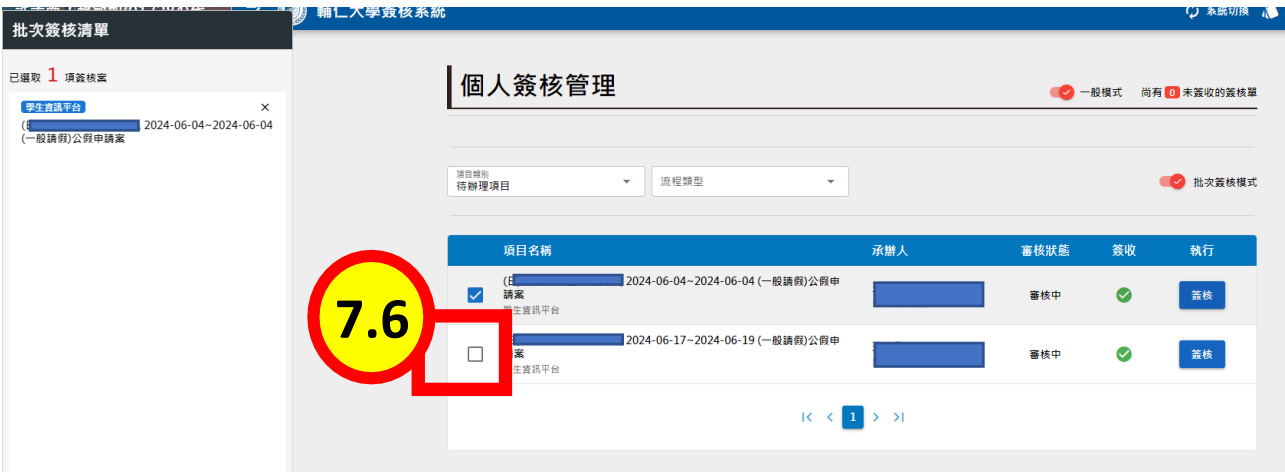 輔仁大學簽核系統
系統切換
批次簽核清單
已選取 1 項簽核案
學生資訊平台
2024-06-04~2024-06-04
(一般請假)公假申請案
個人簽核管理
一般模式 尚有 0 未簽收的簽核單
項目類別
待辦理項目
流程類型
批次簽核模式
項目名稱 承辦人 審核狀態 簽收 執行
2024-06-04~2024-06-04 (一般請假)公假申
請案
學生資訊平台
審核中
簽核
7.6
2024-06-17~2024-06-19 (一般請假)公假申
案
生資訊平台
審核中
簽核
1